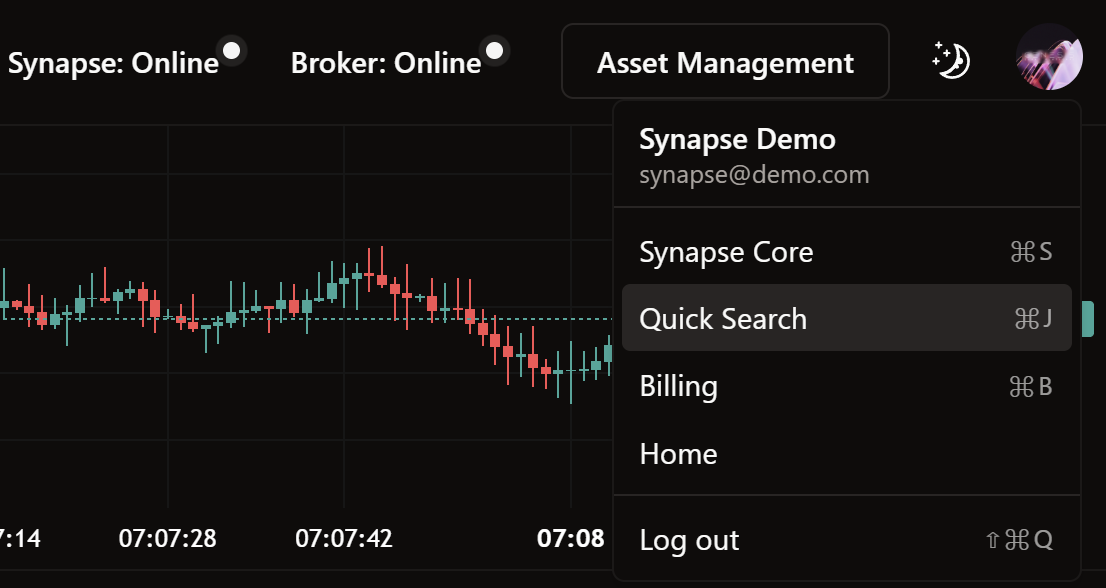 Synapse: Online
Broker: Online
Asset Management
Synapse Demo
synapse@demo.com
Synapse Core ⌘S
Quick Search ⌘J
Billing ⌘B
Home
Log out ⇧⌘Q
7:14 07:07:28 07:07:42 07:08